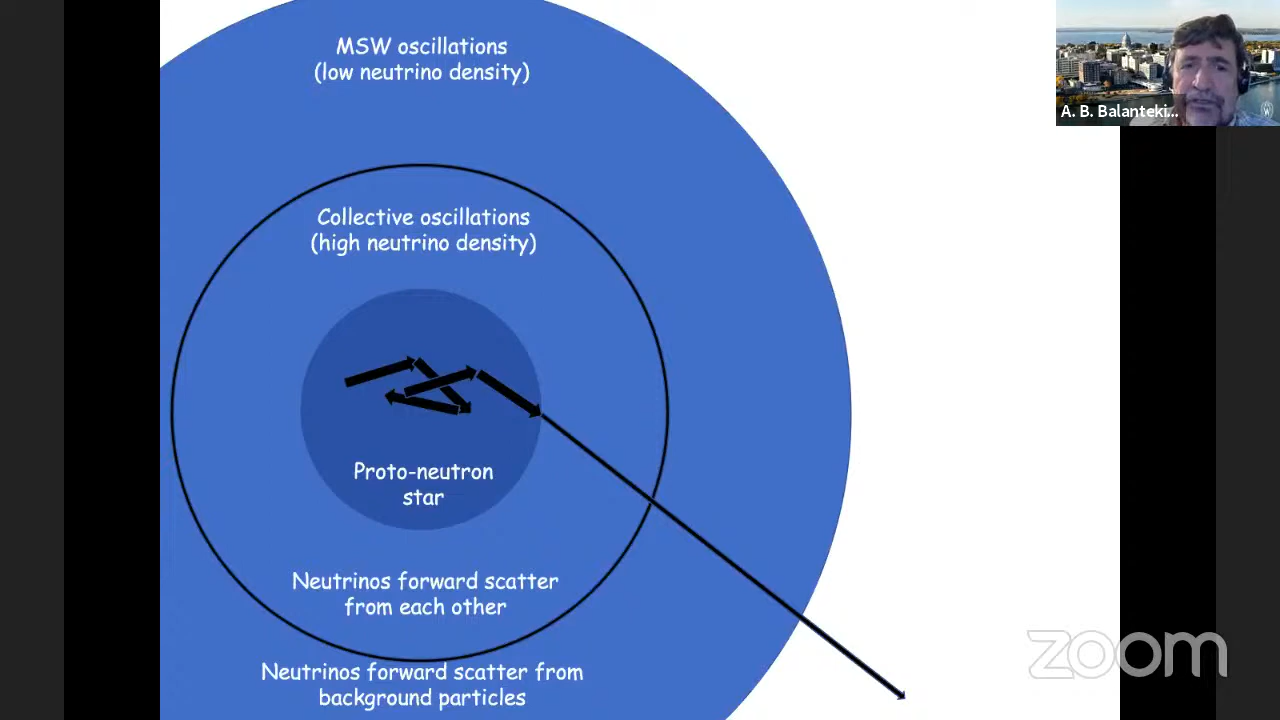 MSW oscillations
(low neutrino density)
A. B. Balanteki...
Collective oscillations
(high neutrino density)
Proto-neutron
star
Neutrinos forward scatter
from each other
Neutrinos forward scatter from
background particles
zoom